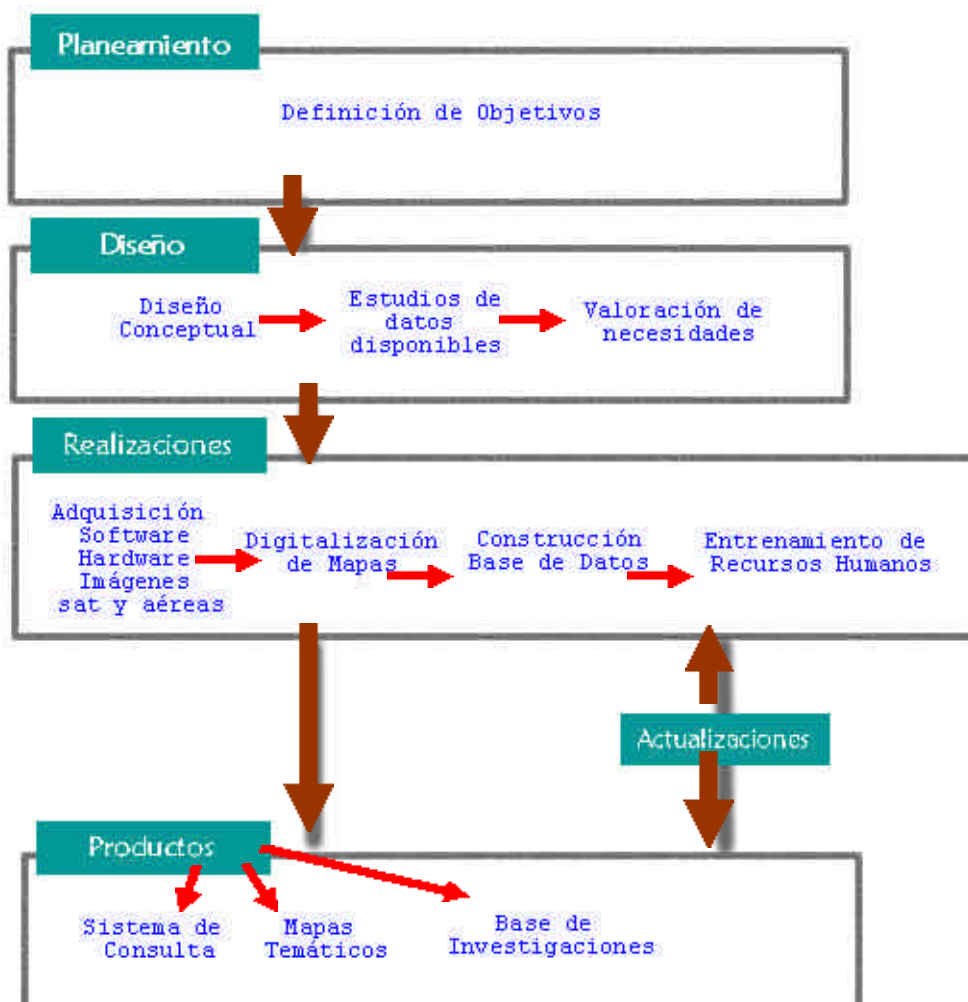 Planeamiento
Definición de Objetivos
Diseño
Diseño
Conceptual
Estudios de
datos
disponibles
Valoración de
necesidades
Realizaciones
Adquisición
Software
Hardware
Imágenes
sat y aéreas
Digitalización
de Mapas
Construcción
Base de Datos
Entrenamiento de
Recursos Humanos
Actualizaciones
Productos
Sistema de
Consulta
Mapas
Temáticos
Base de
Investigaciones